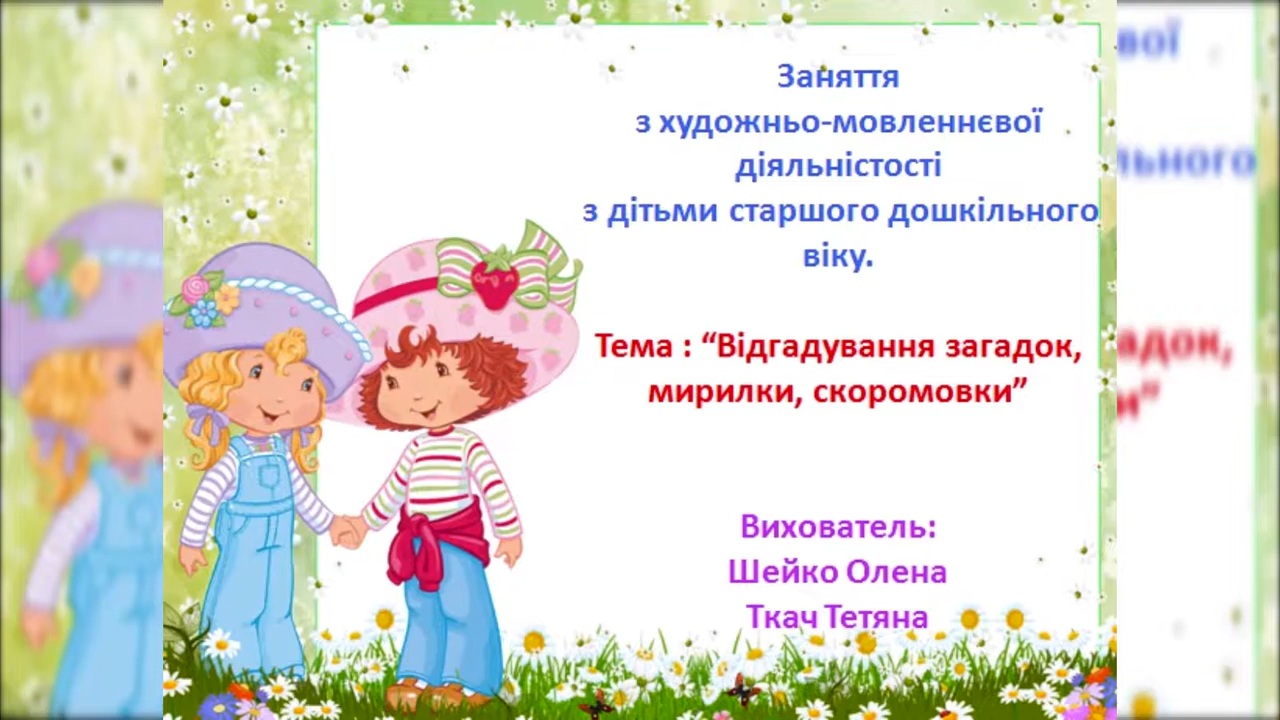 Заняття
з художньо-мовленнєвої
діяльністості
з дітьми старшого дошкільного
віку.
Тема : “Відгадування загадок,
мирилки, скоромовки”
Вихователь:
Шейко Олена
Ткач Тетяна